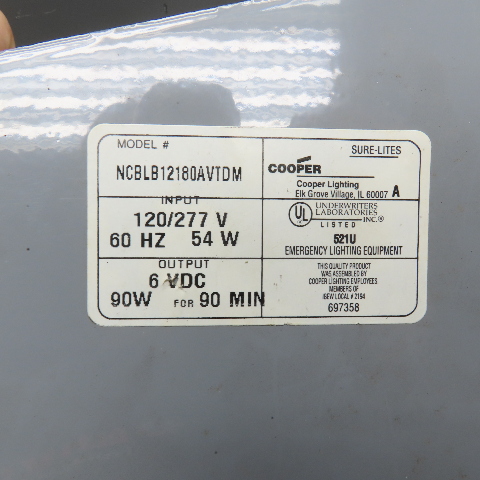 MODEL #
NCBLB12180AVTDM
INPUT
120/277 V
60 HZ 54 W
OUTPUT
6 VDC
90W FOR 90 MIN
SURE-LITES
COOPER
Cooper Lighting
Elk Grove Village, IL 60007 A
UL
UNDERWRITERS
LABORATORIES
INC.®
LISTED
521U
EMERGENCY LIGHTING EQUIPMENT
THIS QUALITY PRODUCT
WAS ASSEMBLED BY
COOPER LIGHTING EMPLOYEES
MEMBERS OF
IBEW LOCAL # 2194
697358